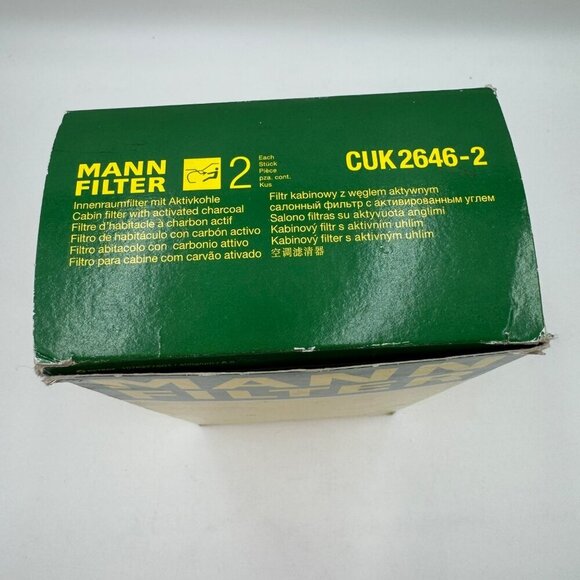 MANN
FILTER
2
Each
Stück
Pièce
pza. cont.
Kus
CUK 2646-2
Innenraumfilter mit Aktivkohle
Cabin filter with activated charcoal
Filtre d'habitacle à charbon actif
Filtro de habitáculo con carbón activo
Filtro abitacolo con carbonio attivo
Filtro para cabine com carvão ativado
Filtr kabinowy z węglem aktywnym
салонный фильтр с активированным углем
Salono filtras su aktyvuota anglimi
Kabinový filtr s aktivním uhlím
Kabínový filter s aktívnym uhlím
空调滤清器
MANN
FILTER